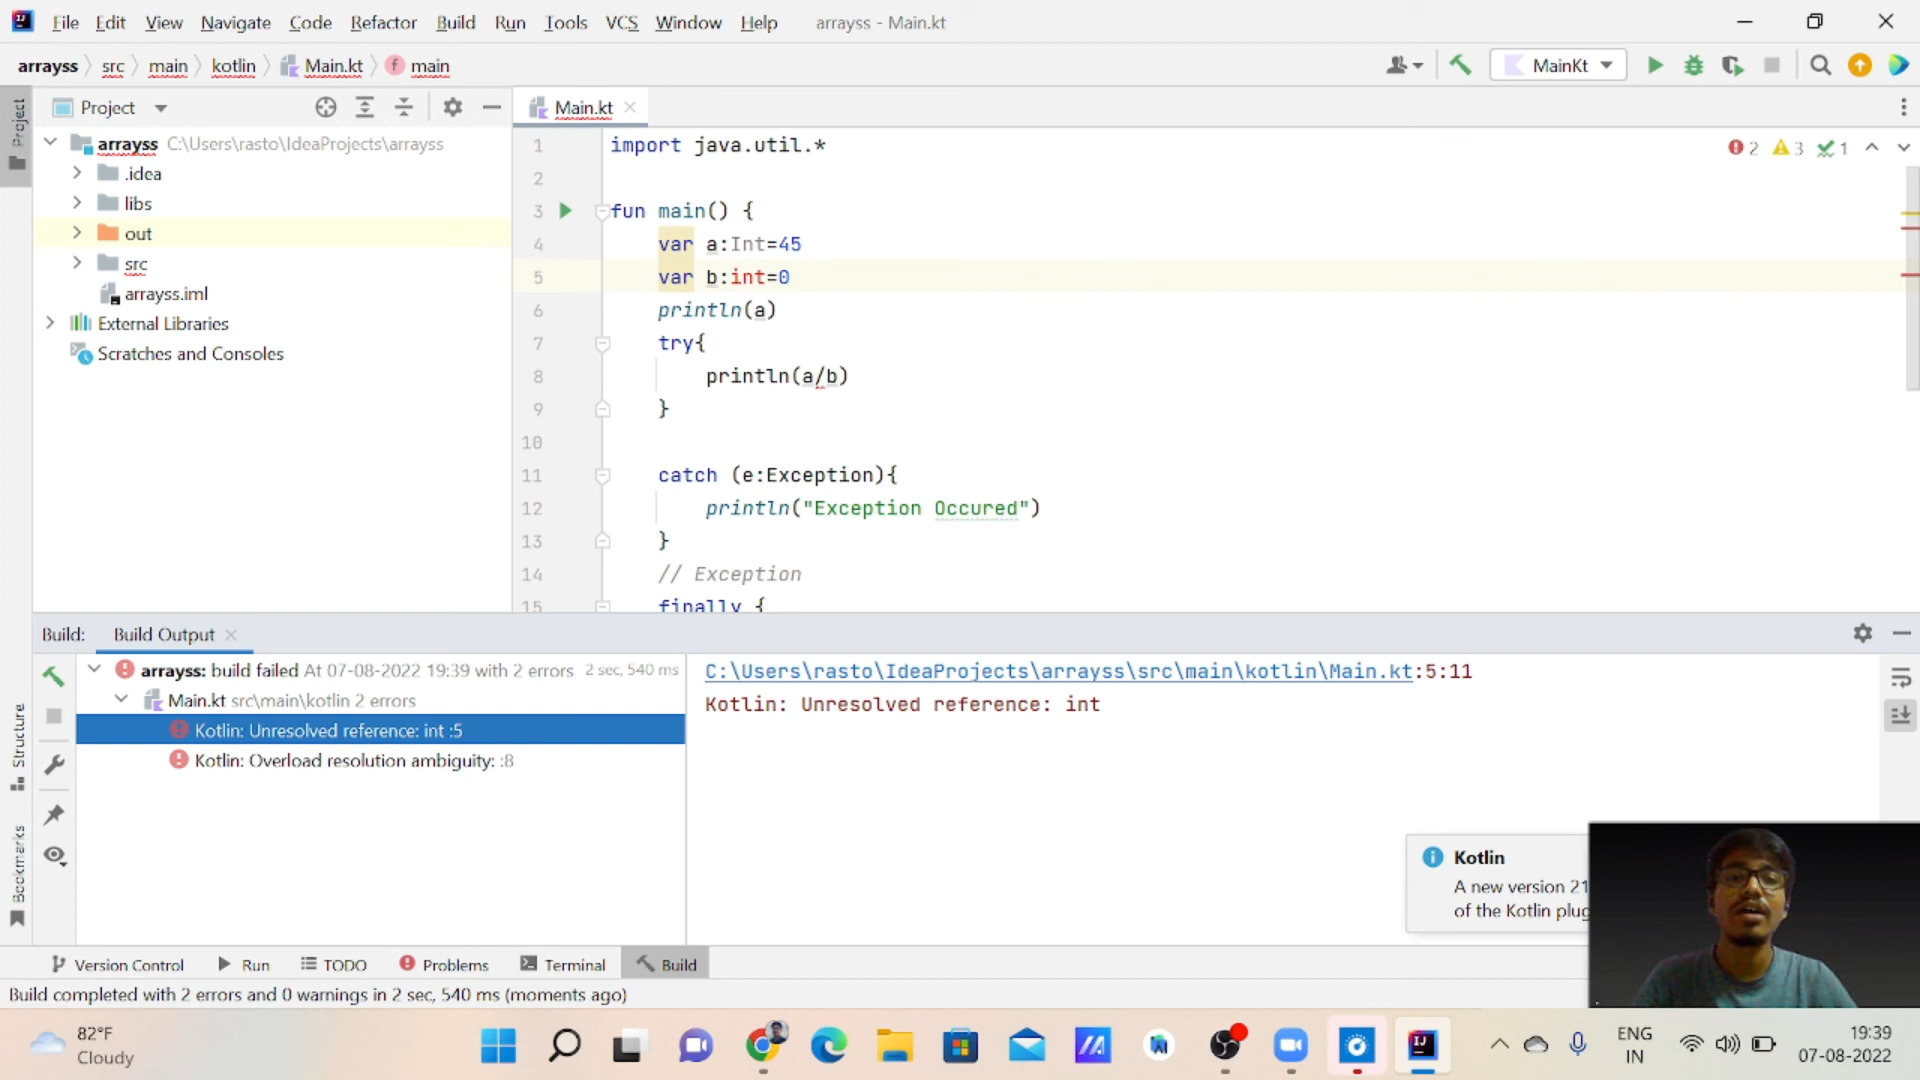 File Edit View Navigate Code Refactor Build Run Tools VCS Window Help arrayss - Main.kt
arrayss src main kotlin Main.kt main MainKt
Project
Project
arrayss C:\Users\rasto\IdeaProjects\arrayss
.idea
libs
out
src
arrayss.iml
External Libraries
Scratches and Consoles
Main.kt
2 3 1
1 import java.util.*
2
3 fun main() {
4 var a:Int=45
5 var b:int=0
6 println(a)
7 try{
8 println(a/b)
9 }
10
11 catch (e:Exception){
12 println("Exception Occured")
13 }
14 // Exception
15 finally {
Build: Build Output
arrayss: build failed At 07-08-2022 19:39 with 2 errors 2 sec, 540 ms
Main.kt src\main\kotlin 2 errors
Kotlin: Unresolved reference: int :5
Kotlin: Overload resolution ambiguity: :8
C:\Users\rasto\IdeaProjects\arrayss\src\main\kotlin\Main.kt:5:11
Kotlin: Unresolved reference: int
Structure
Bookmarks
Kotlin
A new version 21
of the Kotlin plug
Version Control Run TODO Problems Terminal Build
Build completed with 2 errors and 0 warnings in 2 sec, 540 ms (moments ago)
82°F
Cloudy
ENG
IN
19:39
07-08-2022